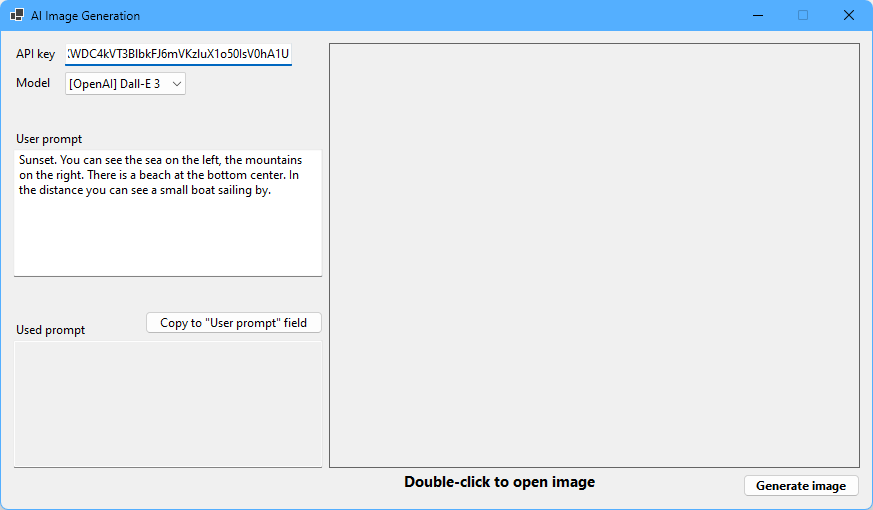 AI Image Generation
API key
WDC4kVT3BlbkFJ6mVKzluX1o50lsV0hA1U
Model
[OpenAI] Dall-E 3
User prompt
Sunset. You can see the sea on the left, the mountains
on the right. There is a beach at the bottom center. In
the distance you can see a small boat sailing by.
Copy to "User prompt" field
Used prompt
Double-click to open image
Generate image